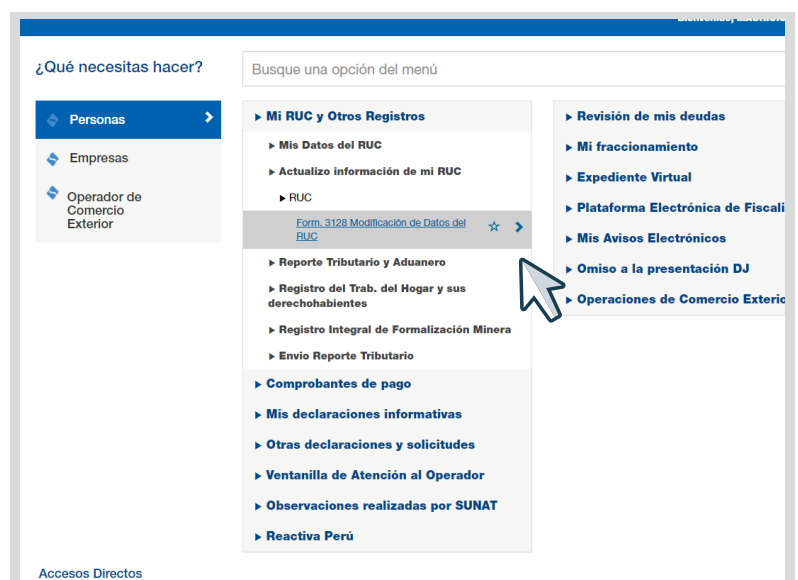 ¿Qué necesitas hacer?
Busque una opción del menú
Personas
Empresas
Operador de
Comercio
Exterior
Mi RUC y Otros Registros
Mis Datos del RUC
Actualizo información de mi RUC
RUC
Form. 3128 Modificación de Datos del
RUC
Reporte Tributario y Aduanero
Registro del Trab. del Hogar y sus
derechohabientes
Registro Integral de Formalización Minera
Envio Reporte Tributario
Comprobantes de pago
Mis declaraciones informativas
Otras declaraciones y solicitudes
Ventanilla de Atención al Operador
Observaciones realizadas por SUNAT
Reactiva Perú
Revisión de mis deudas
Mi fraccionamiento
Expediente Virtual
Plataforma Electrónica de Fiscali
Mis Avisos Electrónicos
Omiso a la presentación DJ
Operaciones de Comercio Exterio
Accesos Directos